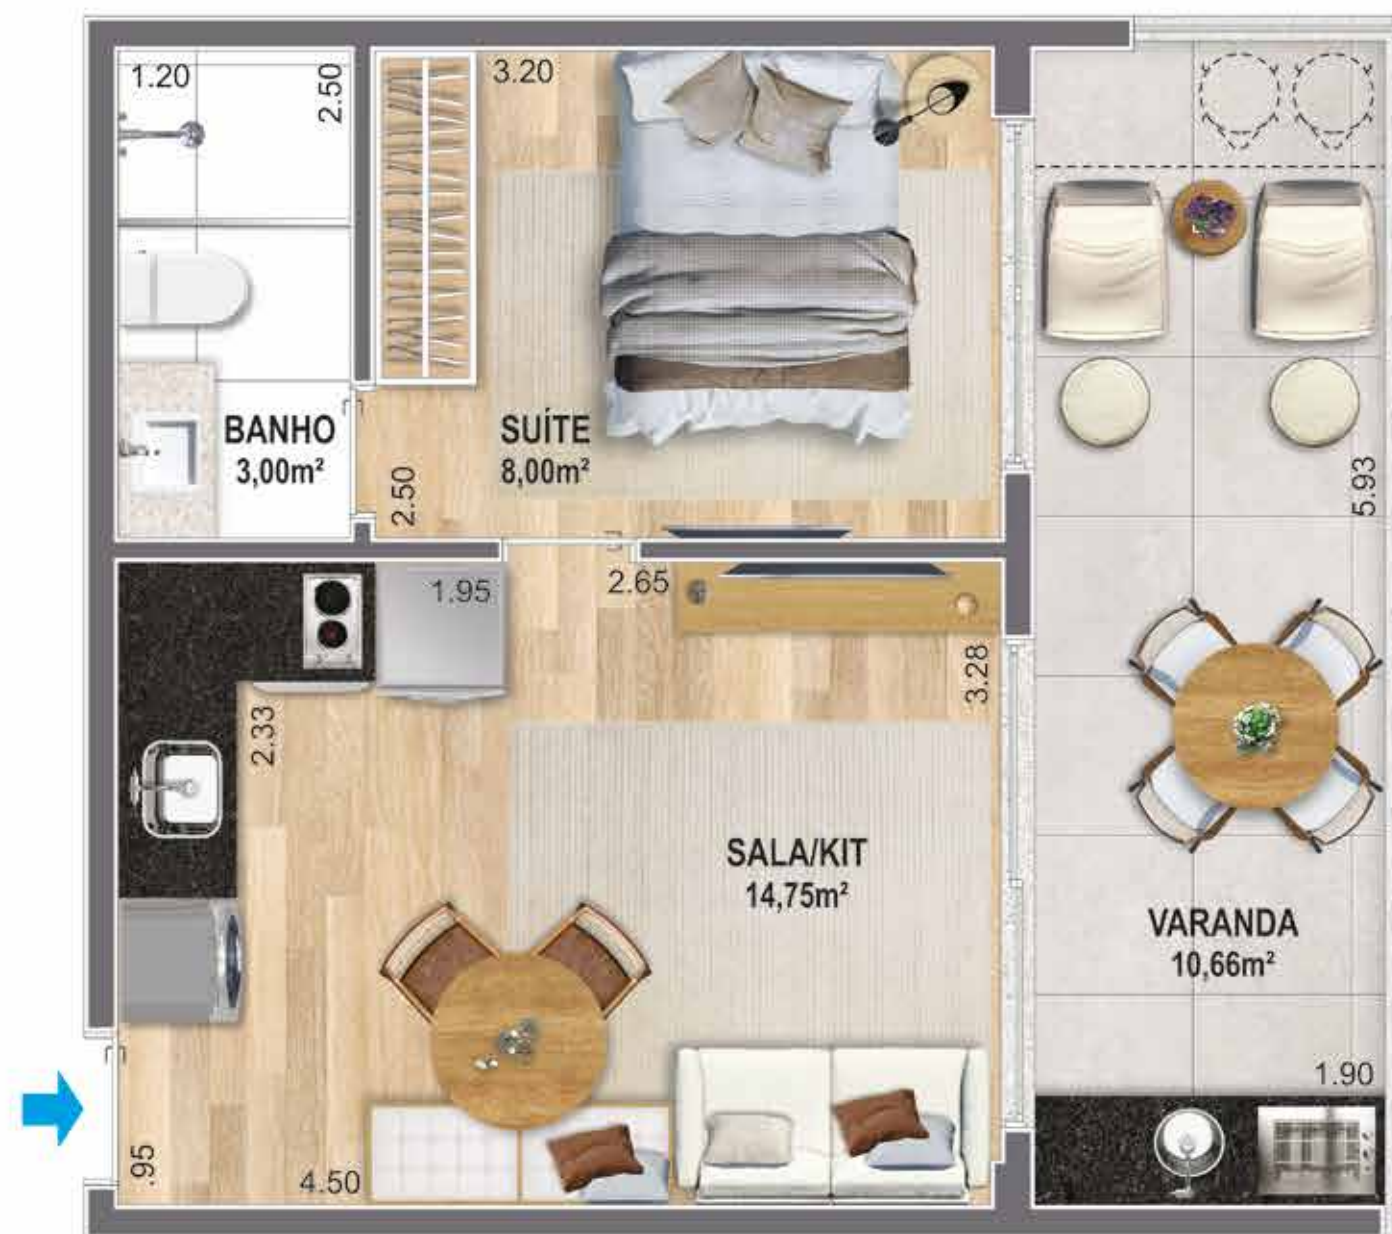 1.20
2.50
3.20
BANHO
3,00m²
SUÍTE
8,00m²
2.50
5.93
1.95
2.65
3.28
2.33
SALA/KIT
14,75m²
VARANDA
10,66m²
1.90
.95
4.50